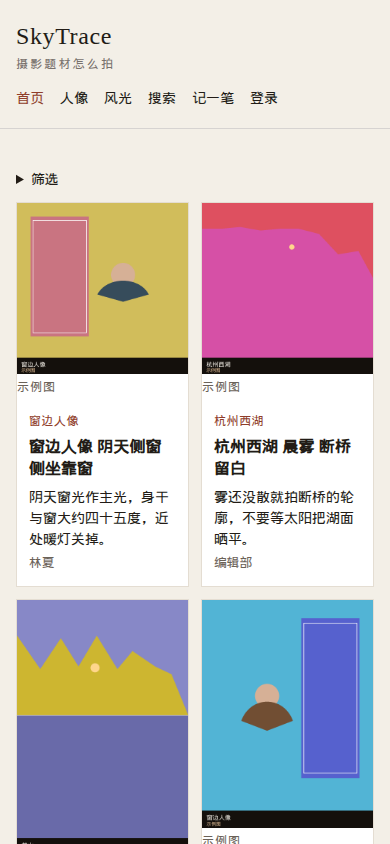 SkyTrace
摄影题材怎么拍
首页 人像 风光 搜索 记一笔 登录
▶ 筛选
窗边人像
示例图
示例图
窗边人像
窗边人像 阴天侧窗
侧坐靠窗
阴天窗光作主光，身干
与窗大约四十五度，近
处暖灯关掉。
林夏
杭州西湖
示例图
示例图
杭州西湖
杭州西湖 晨雾 断桥
留白
雾还没散就拍断桥的轮
廓，不要等太阳把湖面
晒平。
编辑部
窗边人像
示例图
示例图